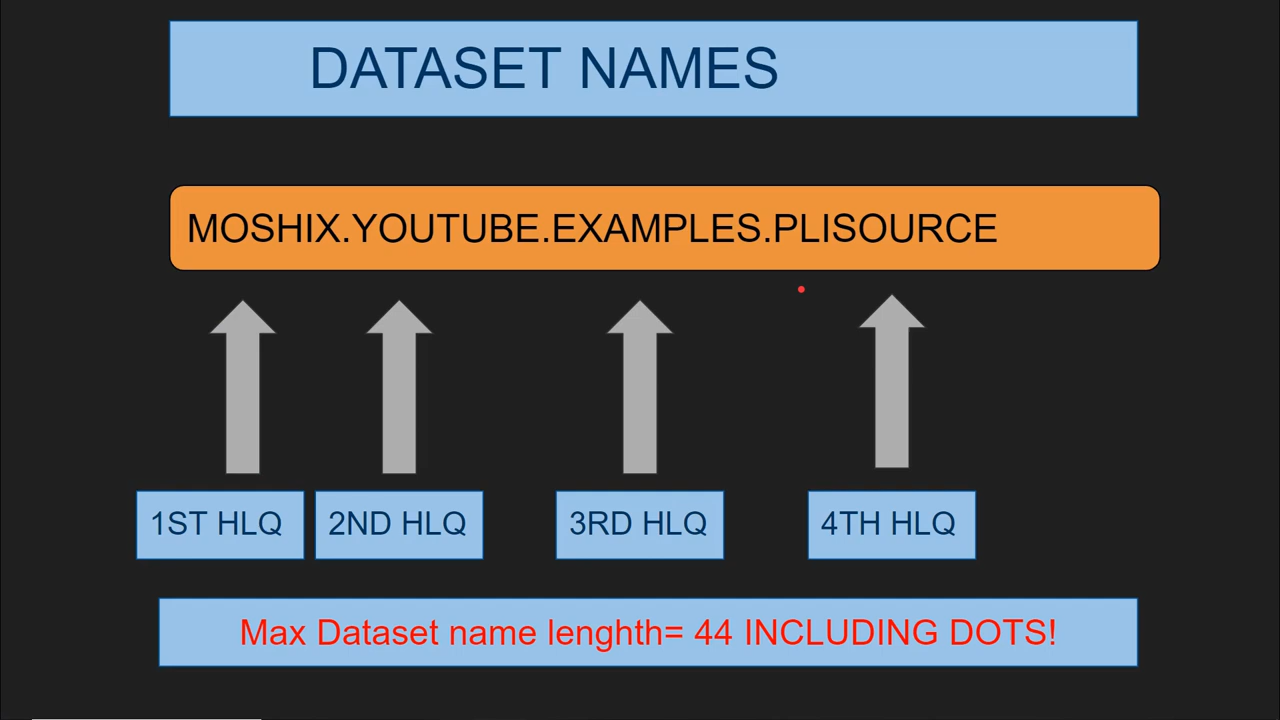 DATASET NAMES
MOSHIX.YOUTUBE.EXAMPLES.PLISOURCE
1ST HLQ
2ND HLQ
3RD HLQ
4TH HLQ
Max Dataset name lenghth= 44 INCLUDING DOTS!